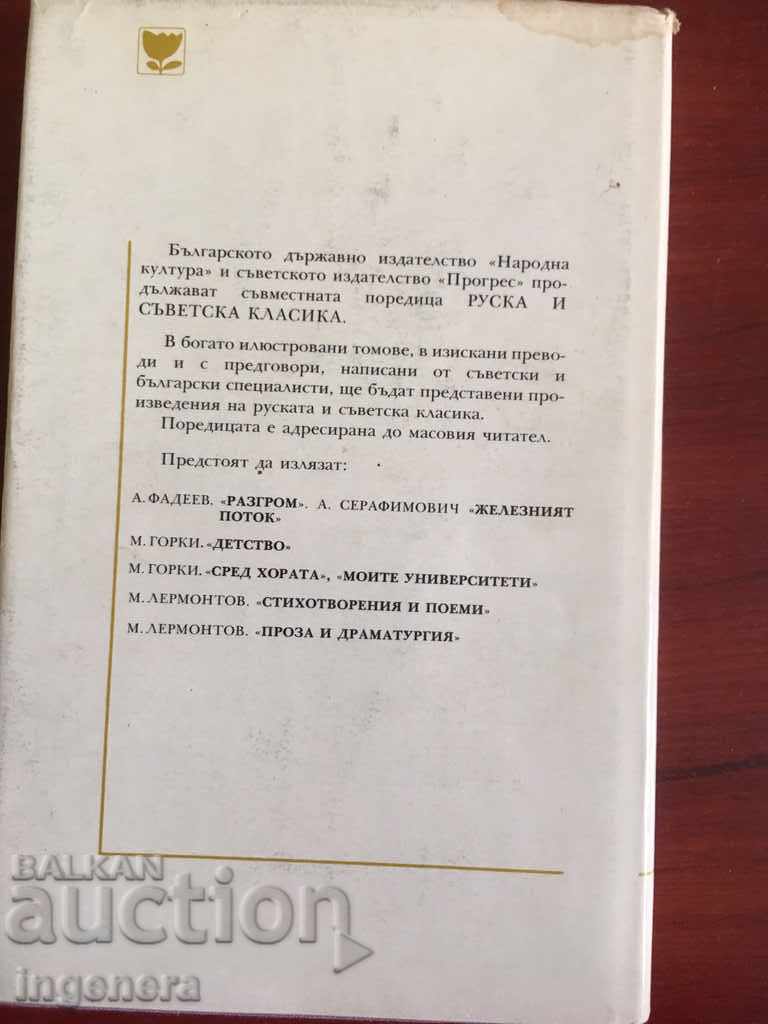 Българското държавно издателство «Народна
култура» и съветското издателство «Прогрес» про-
дължават съвместната поредица РУСКА И
СЪВЕТСКА КЛАСИКА.
В богато илюстровани томове, в изискани прево-
ди и с предговори, написани от съветски и
български специалисти, ще бъдат представени про-
изведения на руската и съветска класика.
Поредицата е адресирана до масовия читател.
Предстоят да излязат:
А. ФАДЕЕВ. «РАЗГРОМ». А. СЕРАФИМОВИЧ «ЖЕЛЕЗНИЯТ
ПОТОК»
М. ГОРКИ. «ДЕТСТВО»
М. ГОРКИ. «СРЕД ХОРАТА», «МОИТЕ УНИВЕРСИТЕТИ»
М. ЛЕРМОНТОВ. «СТИХОТВОРЕНИЯ И ПОЕМИ»
М. ЛЕРМОНТОВ. «ПРОЗА И ДРАМАТУРГИЯ»
BALKAN
auction
ingenera